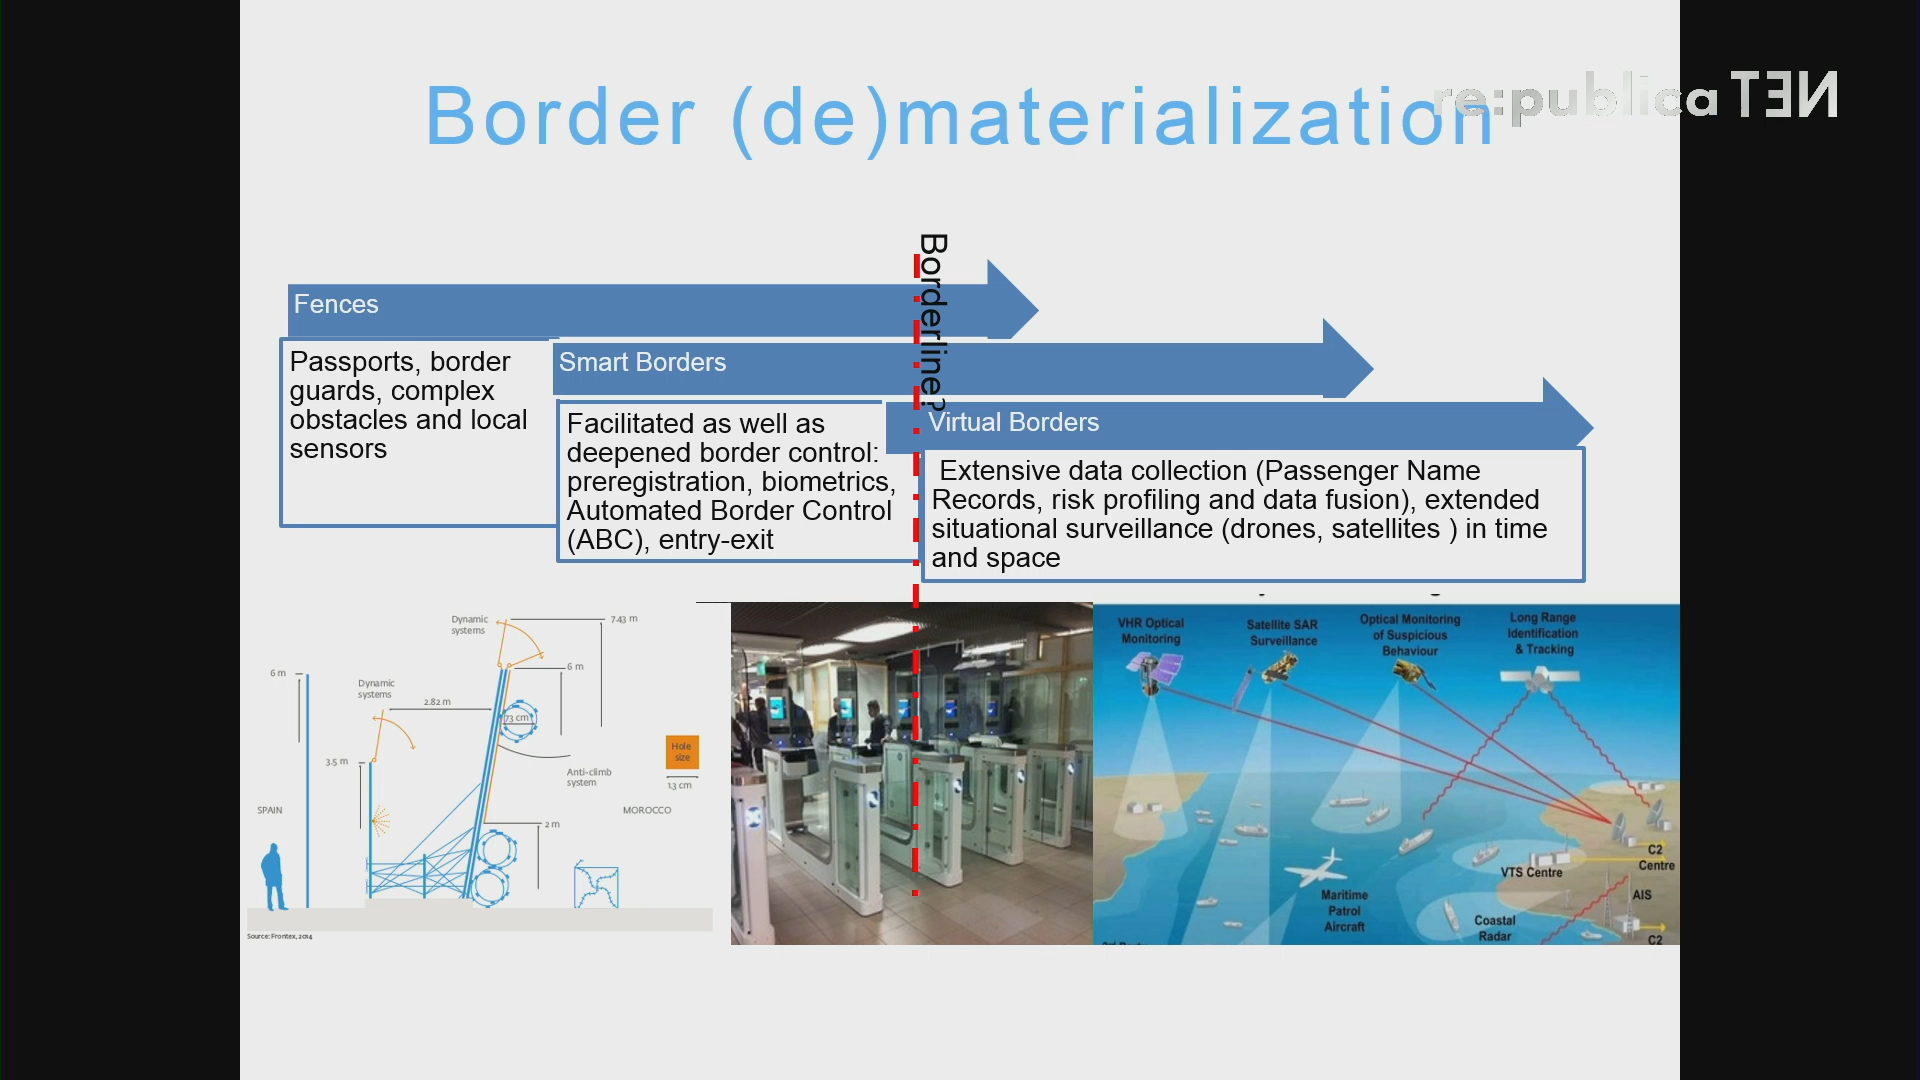 Border (de)materialization
re:publica TEN
Borderline?
Fences
Passports, border
guards, complex
obstacles and local
sensors
Smart Borders
Facilitated as well as
deepened border control:
preregistration, biometrics,
Automated Border Control
(ABC), entry-exit
Virtual Borders
Extensive data collection (Passenger Name
Records, risk profiling and data fusion), extended
situational surveillance (drones, satellites ) in time
and space
Dynamic
systems
7.43 m
6 m
6 m
Dynamic
systems
2.82 m
73 cm
3.5 m
Hole
size
13 cm
Anti-climb
system
SPAIN
MOROCCO
2 m
Source: Frontex, 2014
VHR Optical
Monitoring
Satellite SAR
Surveillance
Optical Monitoring
of Suspicious
Behaviour
Long Range
Identification
& Tracking
C2
Centre
VTS Centre
AIS
Maritime
Patrol
Aircraft
Coastal
Radar
C2